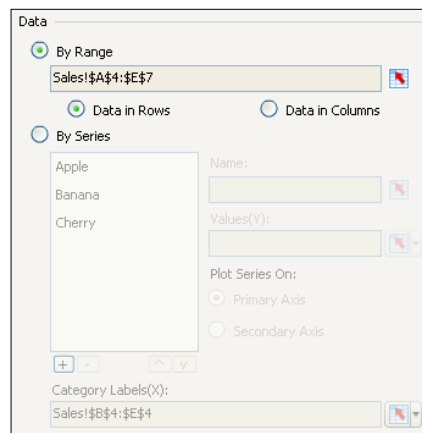 Data
By Range
Sales!$A$4:$E$7
Data in Rows Data in Columns
By Series
Apple
Banana
Cherry
Name:
Values(Y):
Plot Series On:
Primary Axis
Secondary Axis
+ - ^ v
Category Labels(X):
Sales!$B$4:$E$4